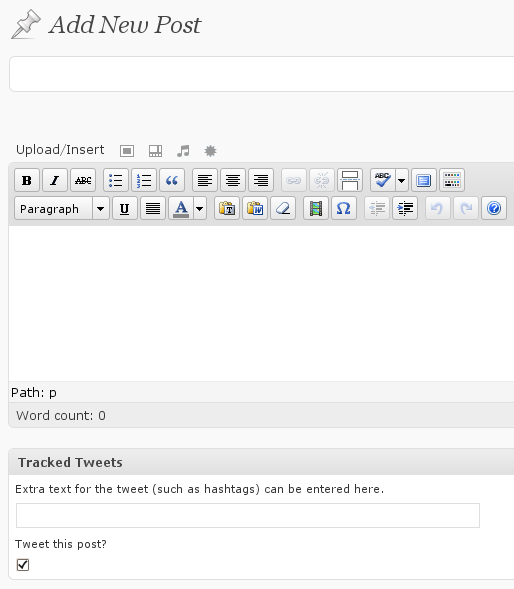 Add New Post
Upload/Insert
B I ABC ABC
Paragraph U A T W Ω ?
Path: p
Word count: 0
Tracked Tweets
Extra text for the tweet (such as hashtags) can be entered here.
Tweet this post?